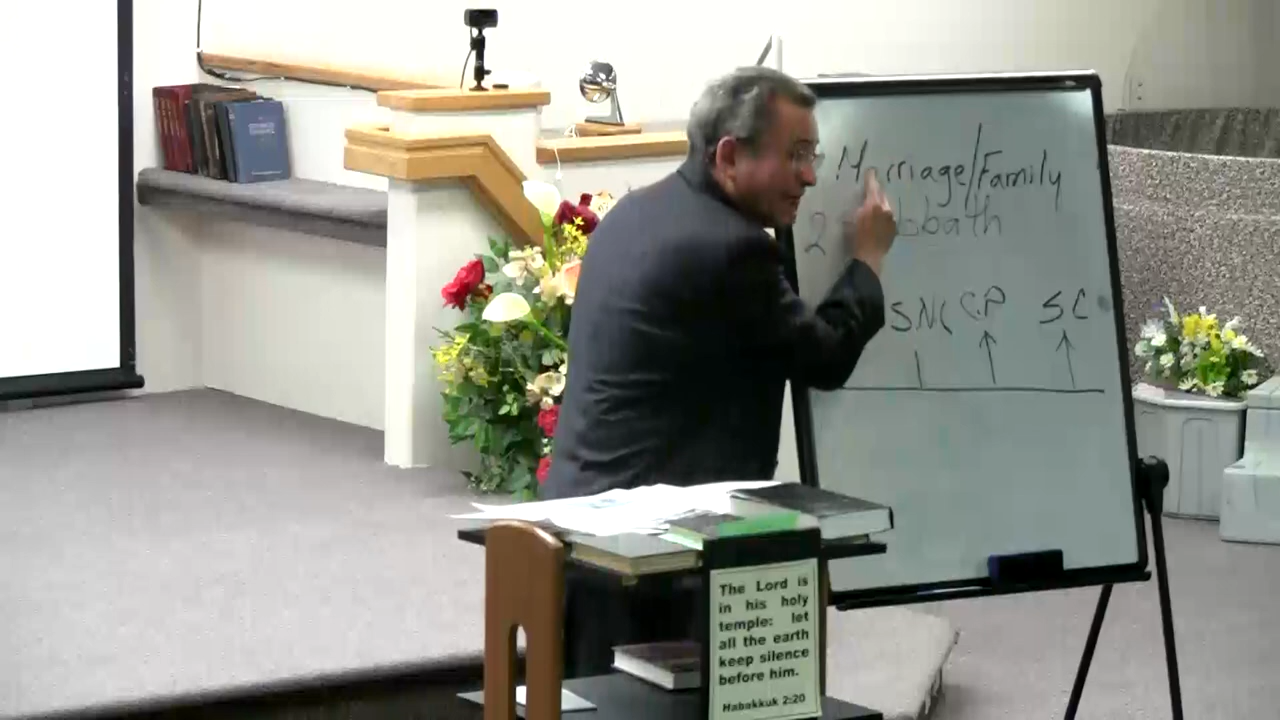 Marriage/Family
2 Sabbath
SNC C.P SC
The Lord is
in his holy
temple: let
all the earth
keep silence
before him.
Habakkuk 2:20